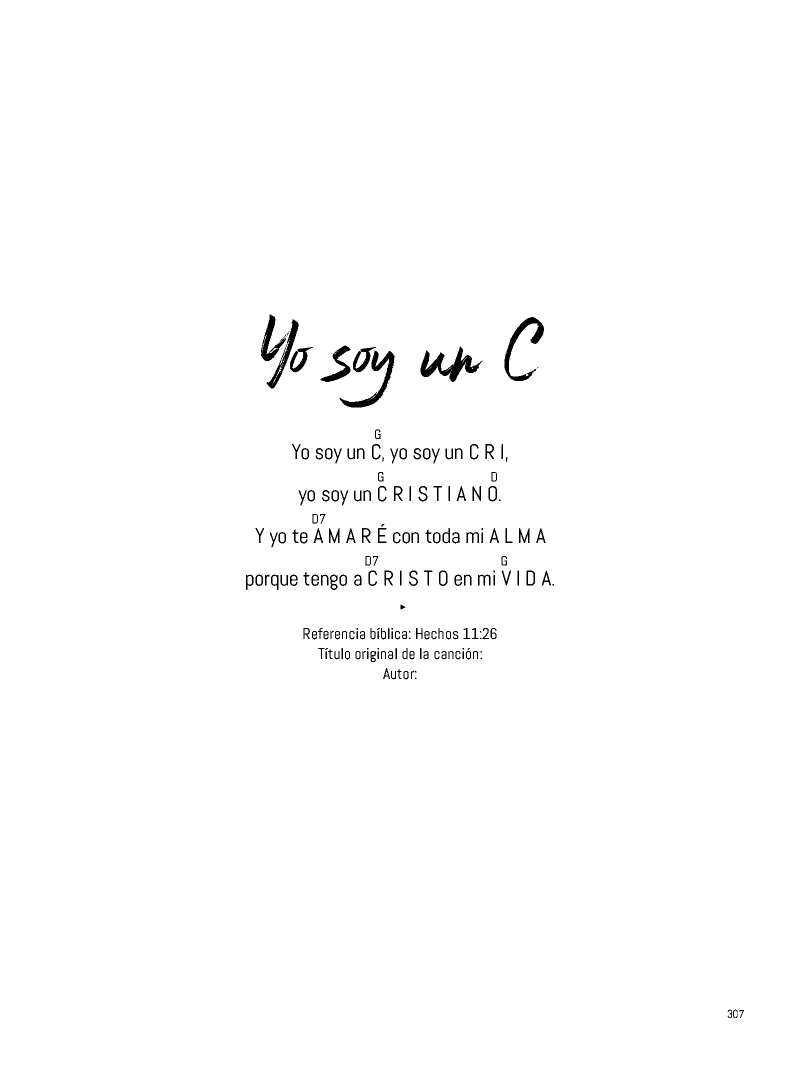 Yo soy un C
G
Yo soy un C, yo soy un C R I,
G D
yo soy un C R I S T I A N O.
D7
Y yo te A M A R É con toda mi A L M A
D7 G
porque tengo a C R I S T O en mi V I D A.
▸
Referencia bíblica: Hechos 11:26
Título original de la canción:
Autor:
307